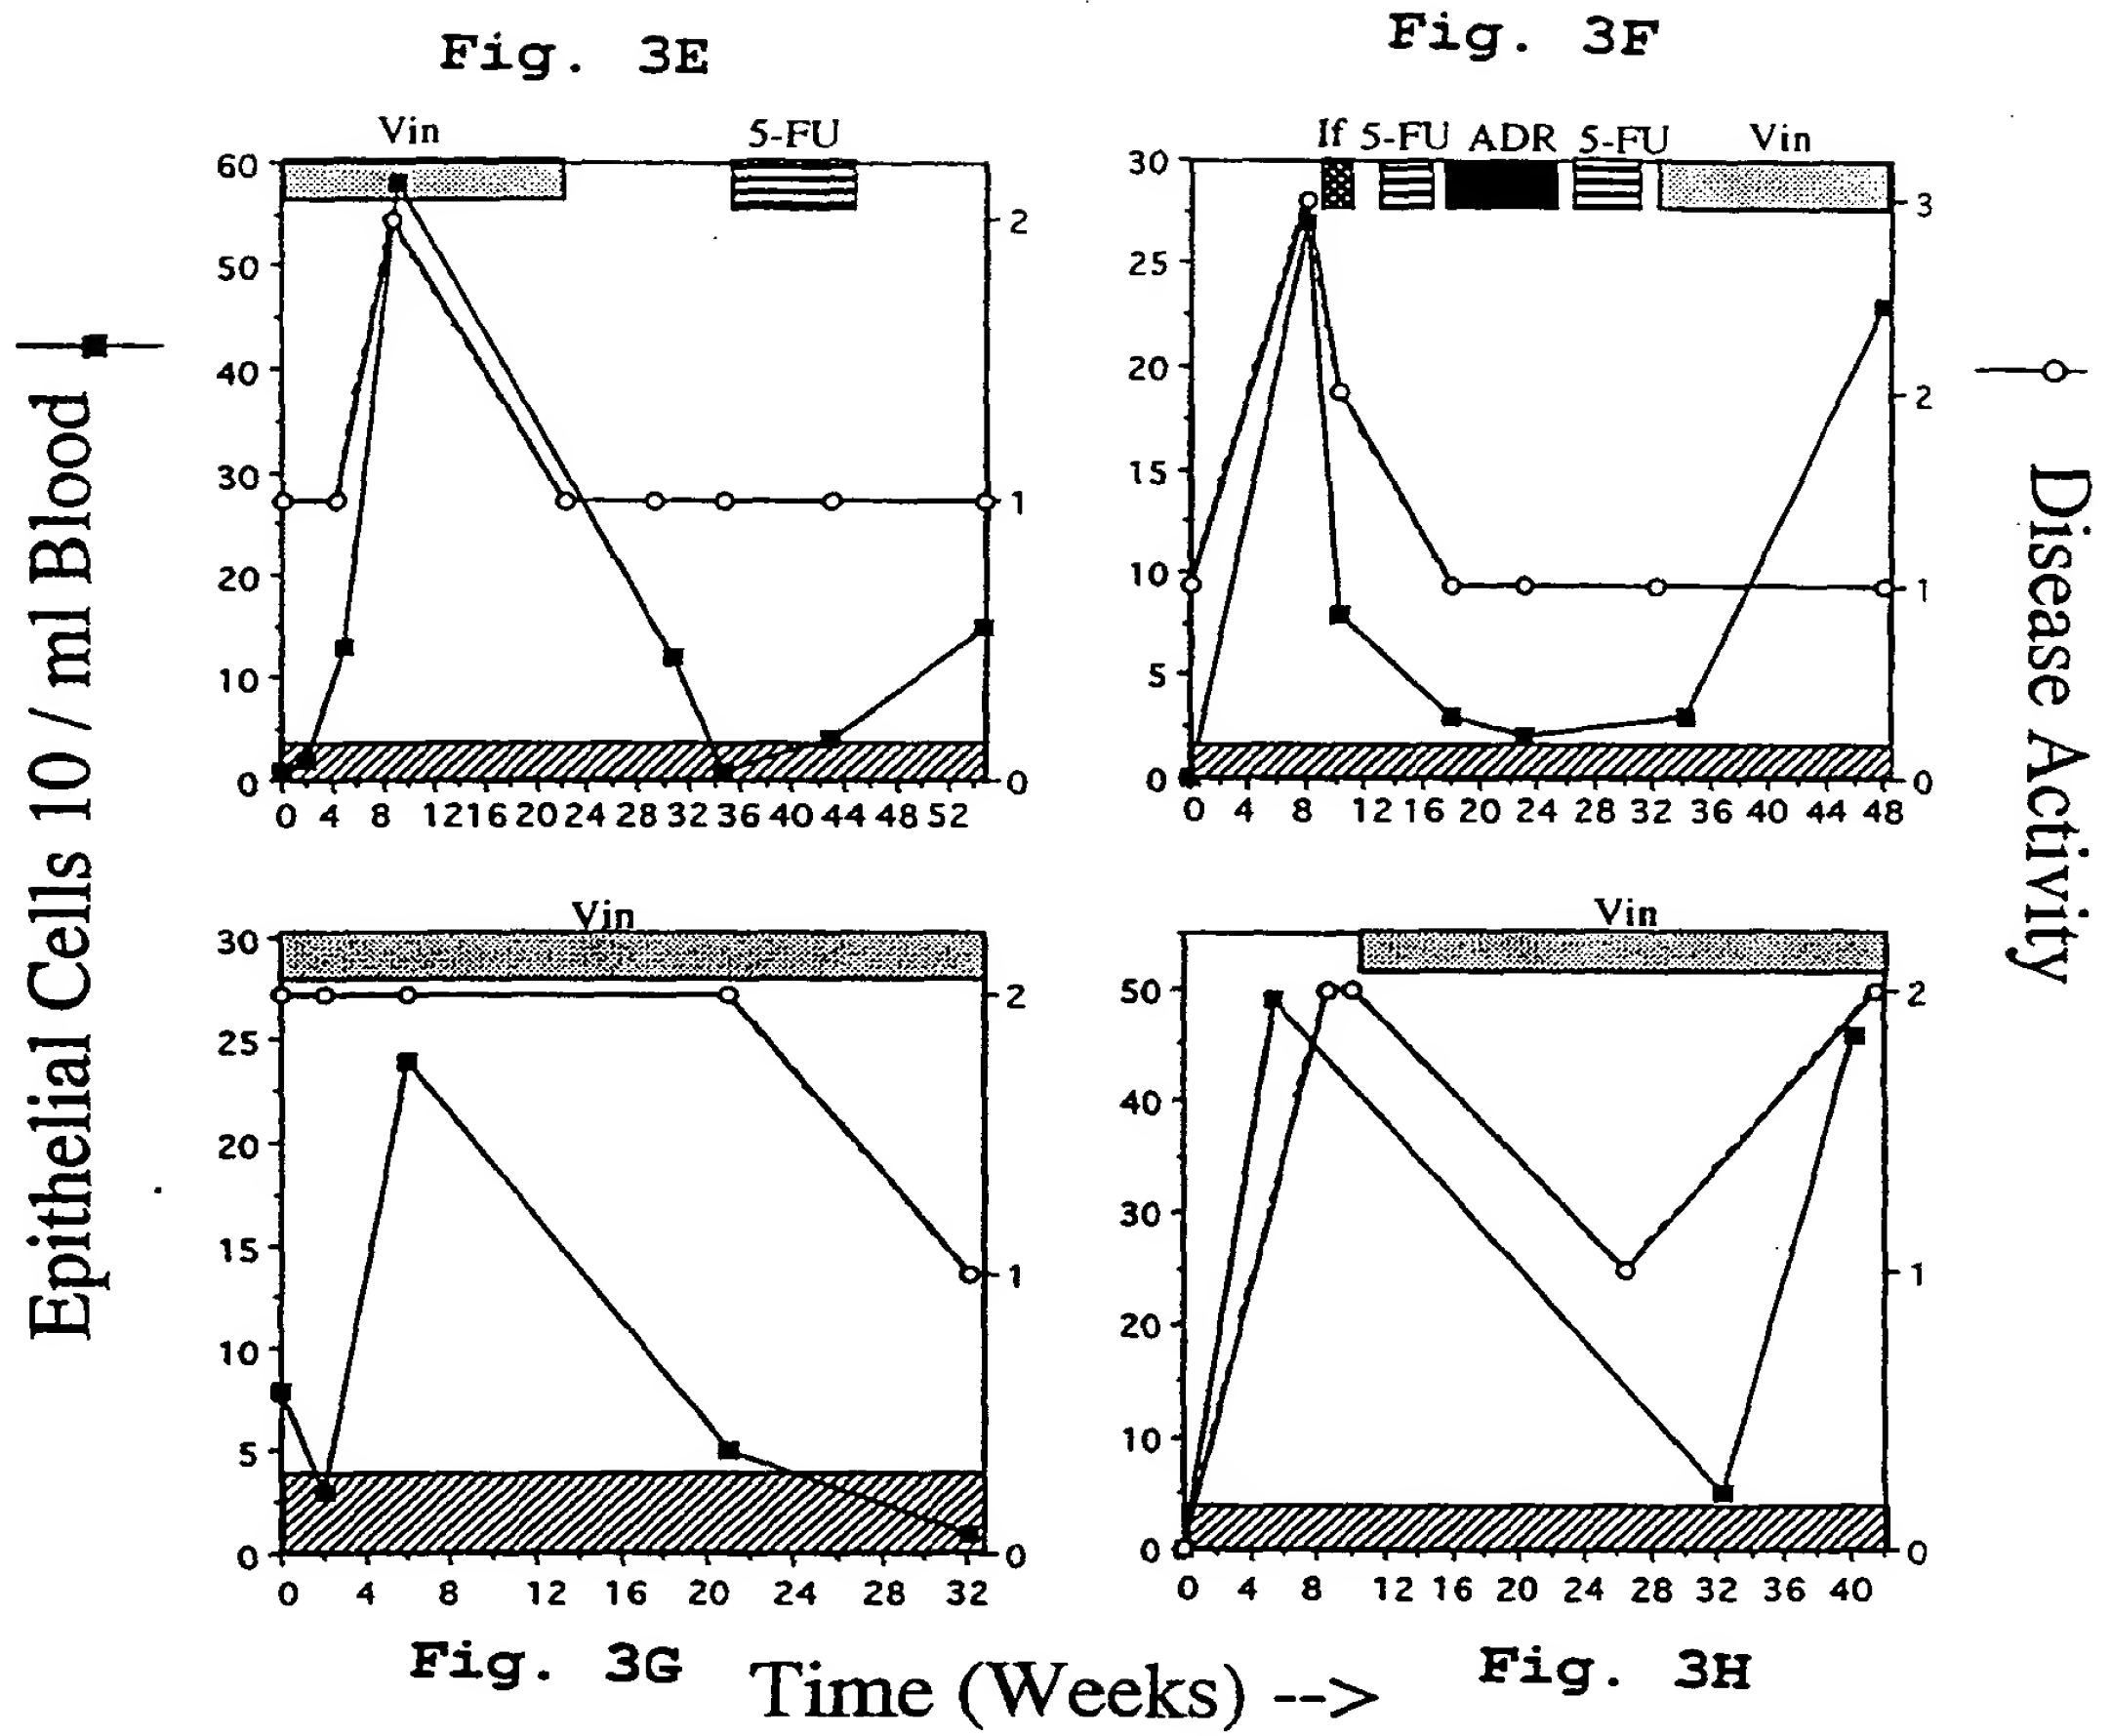 Fig. 3E
Fig. 3F
Vin
5-FU
If 5-FU ADR 5-FU Vin
60
50
40
30
20
10
0
2
1
0
0 4 8 12 16 20 24 28 32 36 40 44 48 52
30
25
20
15
10
5
0
3
2
1
0
0 4 8 12 16 20 24 28 32 36 40 44 48
Epithelial Cells 10 / ml Blood
Disease Activity
Vin
30
25
20
15
10
5
0
2
1
0
0 4 8 12 16 20 24 28 32
Vin
50
40
30
20
10
0
2
1
0
0 4 8 12 16 20 24 28 32 36 40
Fig. 3G
Time (Weeks) -->
Fig. 3H